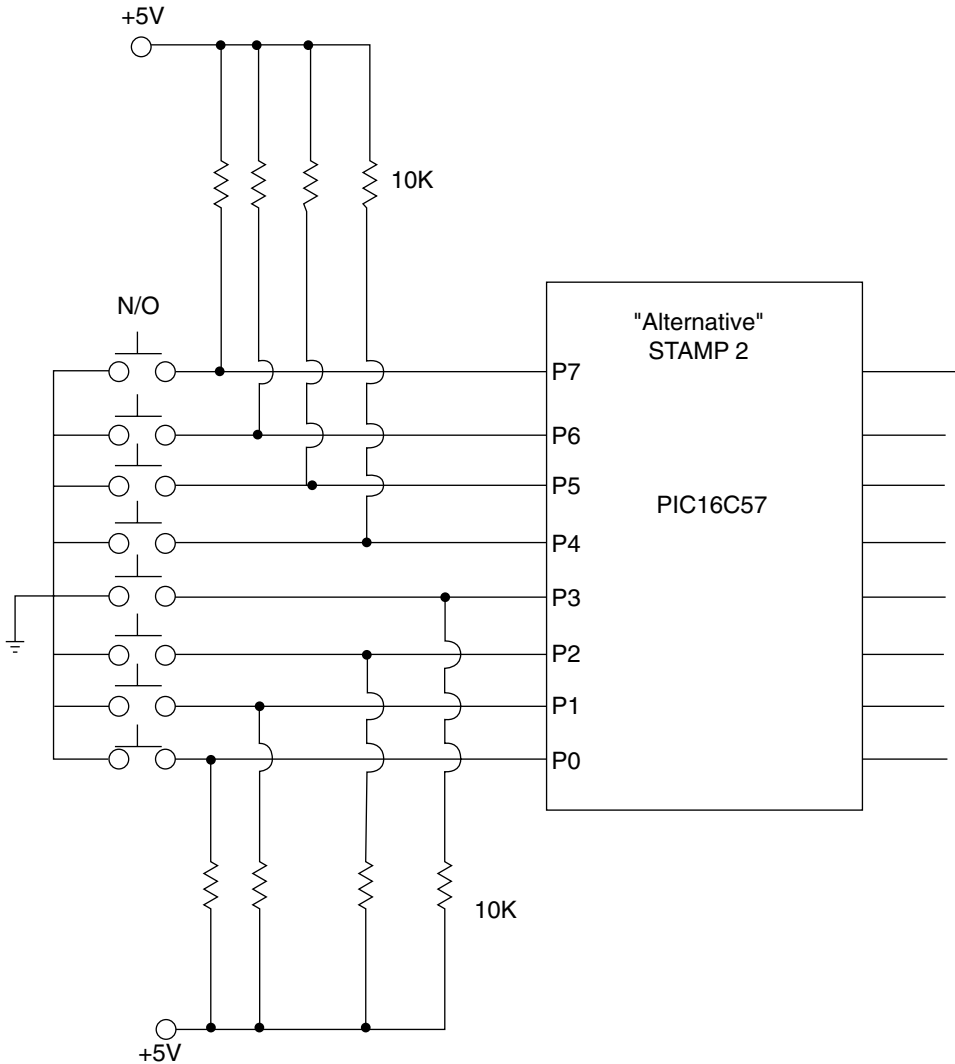 +5V
10K
N/O
"Alternative"
STAMP 2
P7
P6
P5
PIC16C57
P4
P3
P2
P1
P0
10K
+5V